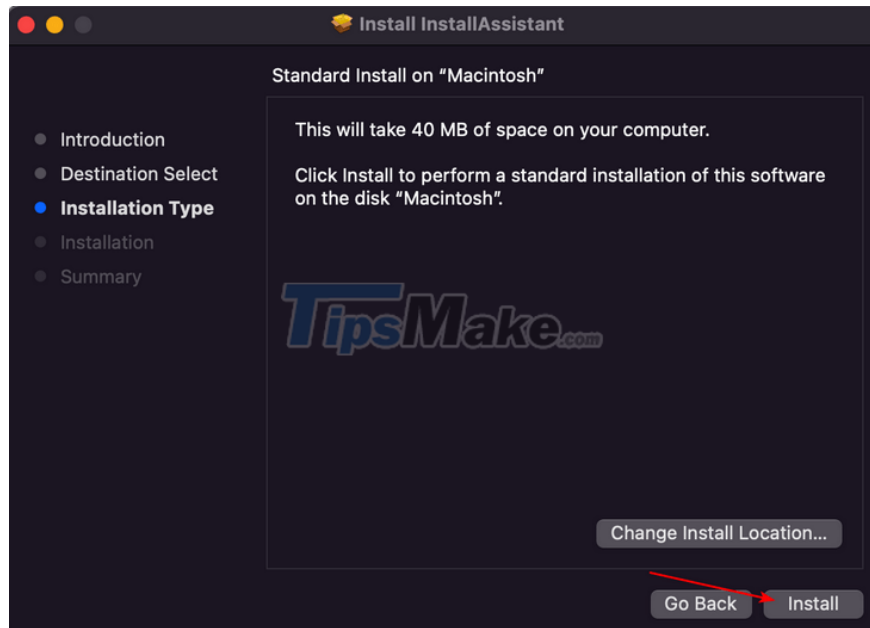 Install InstallAssistant
Standard Install on “Macintosh”
Introduction
Destination Select
Installation Type
Installation
Summary
This will take 40 MB of space on your computer.
Click Install to perform a standard installation of this software
on the disk “Macintosh”.
TipsMake.com
Change Install Location...
Go Back
Install